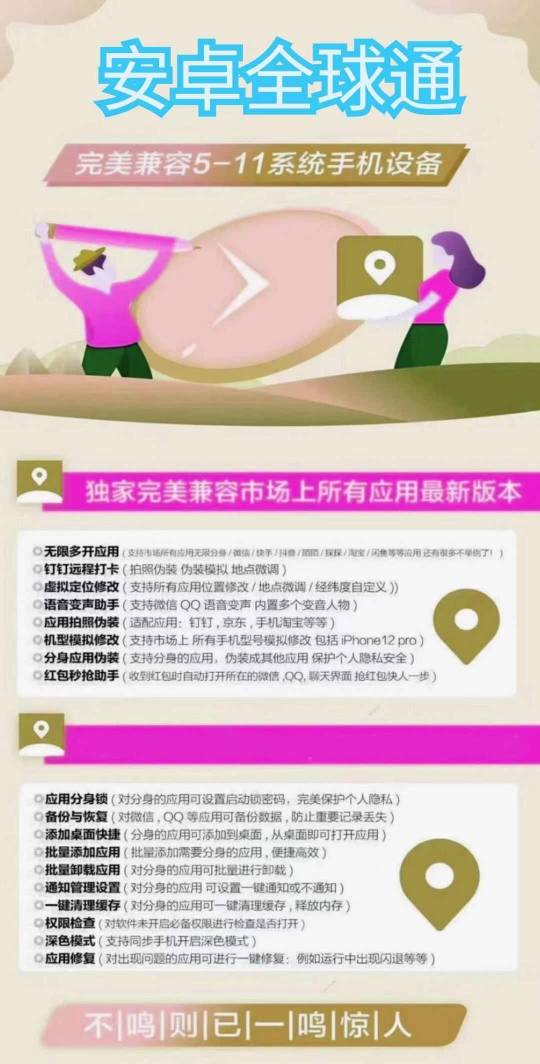 安卓全球通
完美兼容5-11系统手机设备
独家完美兼容市场上所有应用最新版本
无限多开应用(支持市场所有应用无限分身/微信/快手/抖音/陌陌/探探/淘宝/闲鱼等等应用 还有很多不举例了!)
钉钉远程打卡(拍照伪装 伪装模拟 地点微调)
虚拟定位修改(支持所有应用位置修改/地点微调/经纬度自定义))
语音变声助手(支持微信 QQ 语音变声 内置多个变音人物)
应用拍照伪装(适配应用:钉钉,京东,手机淘宝等等)
机型模拟修改(支持市场上 所有手机型号模拟修改 包括 iPhone12 pro)
分身应用伪装(支持分身的应用,伪装成其他应用 保护个人隐私安全)
红包秒抢助手(收到红包时自动打开所在的微信,QQ,聊天界面 抢红包快人一步)
应用分身锁(对分身的应用可设置启动锁密码,完美保护个人隐私)
备份与恢复(对微信,QQ 等应用可备份数据,防止重要记录丢失)
添加桌面快捷(分身的应用可添加到桌面,从桌面即可打开应用)
批量添加应用(批量添加需要分身的应用,便捷高效)
批量卸载应用(对分身的应用可批量进行卸载)
通知管理设置(对分身的应用 可设置一键通知或不通知)
一键清理缓存(对分身的应用可一键清理缓存,释放内存)
权限检查(对软件未开启必备权限进行检查是否打开)
深色模式(支持同步手机开启深色模式)
应用修复(对出现问题的应用可进行一键修复:例如运行中出现闪退等等)
不|鸣|则|已|一|鸣|惊|人